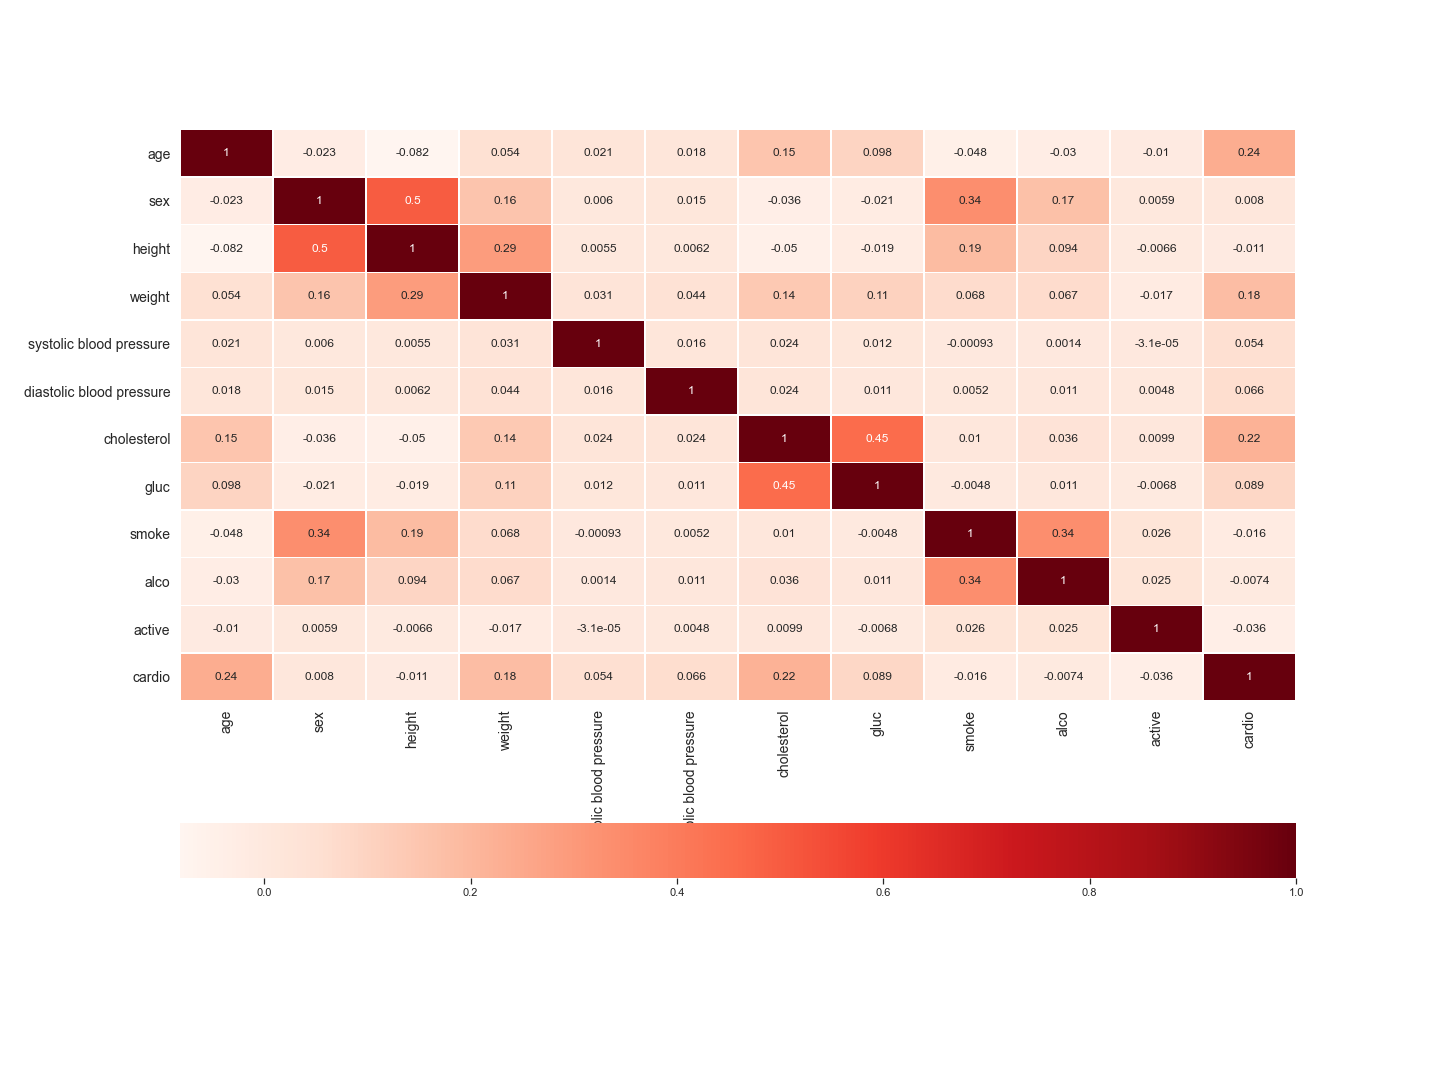 age 1 -0.023 -0.082 0.054 0.021 0.018 0.15 0.098 -0.048 -0.03 -0.01 0.24
sex -0.023 1 0.5 0.16 0.006 0.015 -0.036 -0.021 0.34 0.17 0.0059 0.008
height -0.082 0.5 1 0.29 0.0055 0.0062 -0.05 -0.019 0.19 0.094 -0.0066 -0.011
weight 0.054 0.16 0.29 1 0.031 0.044 0.14 0.11 0.068 0.067 -0.017 0.18
systolic blood pressure 0.021 0.006 0.0055 0.031 1 0.016 0.024 0.012 -0.00093 0.0014 -3.1e-05 0.054
diastolic blood pressure 0.018 0.015 0.0062 0.044 0.016 1 0.024 0.011 0.0052 0.011 0.0048 0.066
cholesterol 0.15 -0.036 -0.05 0.14 0.024 0.024 1 0.45 0.01 0.036 0.0099 0.22
gluc 0.098 -0.021 -0.019 0.11 0.012 0.011 0.45 1 -0.0048 0.011 -0.0068 0.089
smoke -0.048 0.34 0.19 0.068 -0.00093 0.0052 0.01 -0.0048 1 0.34 0.026 -0.016
alco -0.03 0.17 0.094 0.067 0.0014 0.011 0.036 0.011 0.34 1 0.025 -0.0074
active -0.01 0.0059 -0.0066 -0.017 -3.1e-05 0.0048 0.0099 -0.0068 0.026 0.025 1 -0.036
cardio 0.24 0.008 -0.011 0.18 0.054 0.066 0.22 0.089 -0.016 -0.0074 -0.036 1
age
sex
height
weight
blood pressure
blood pressure
cholesterol
gluc
smoke
alco
active
cardio
0.0 0.2 0.4 0.6 0.8 1.0